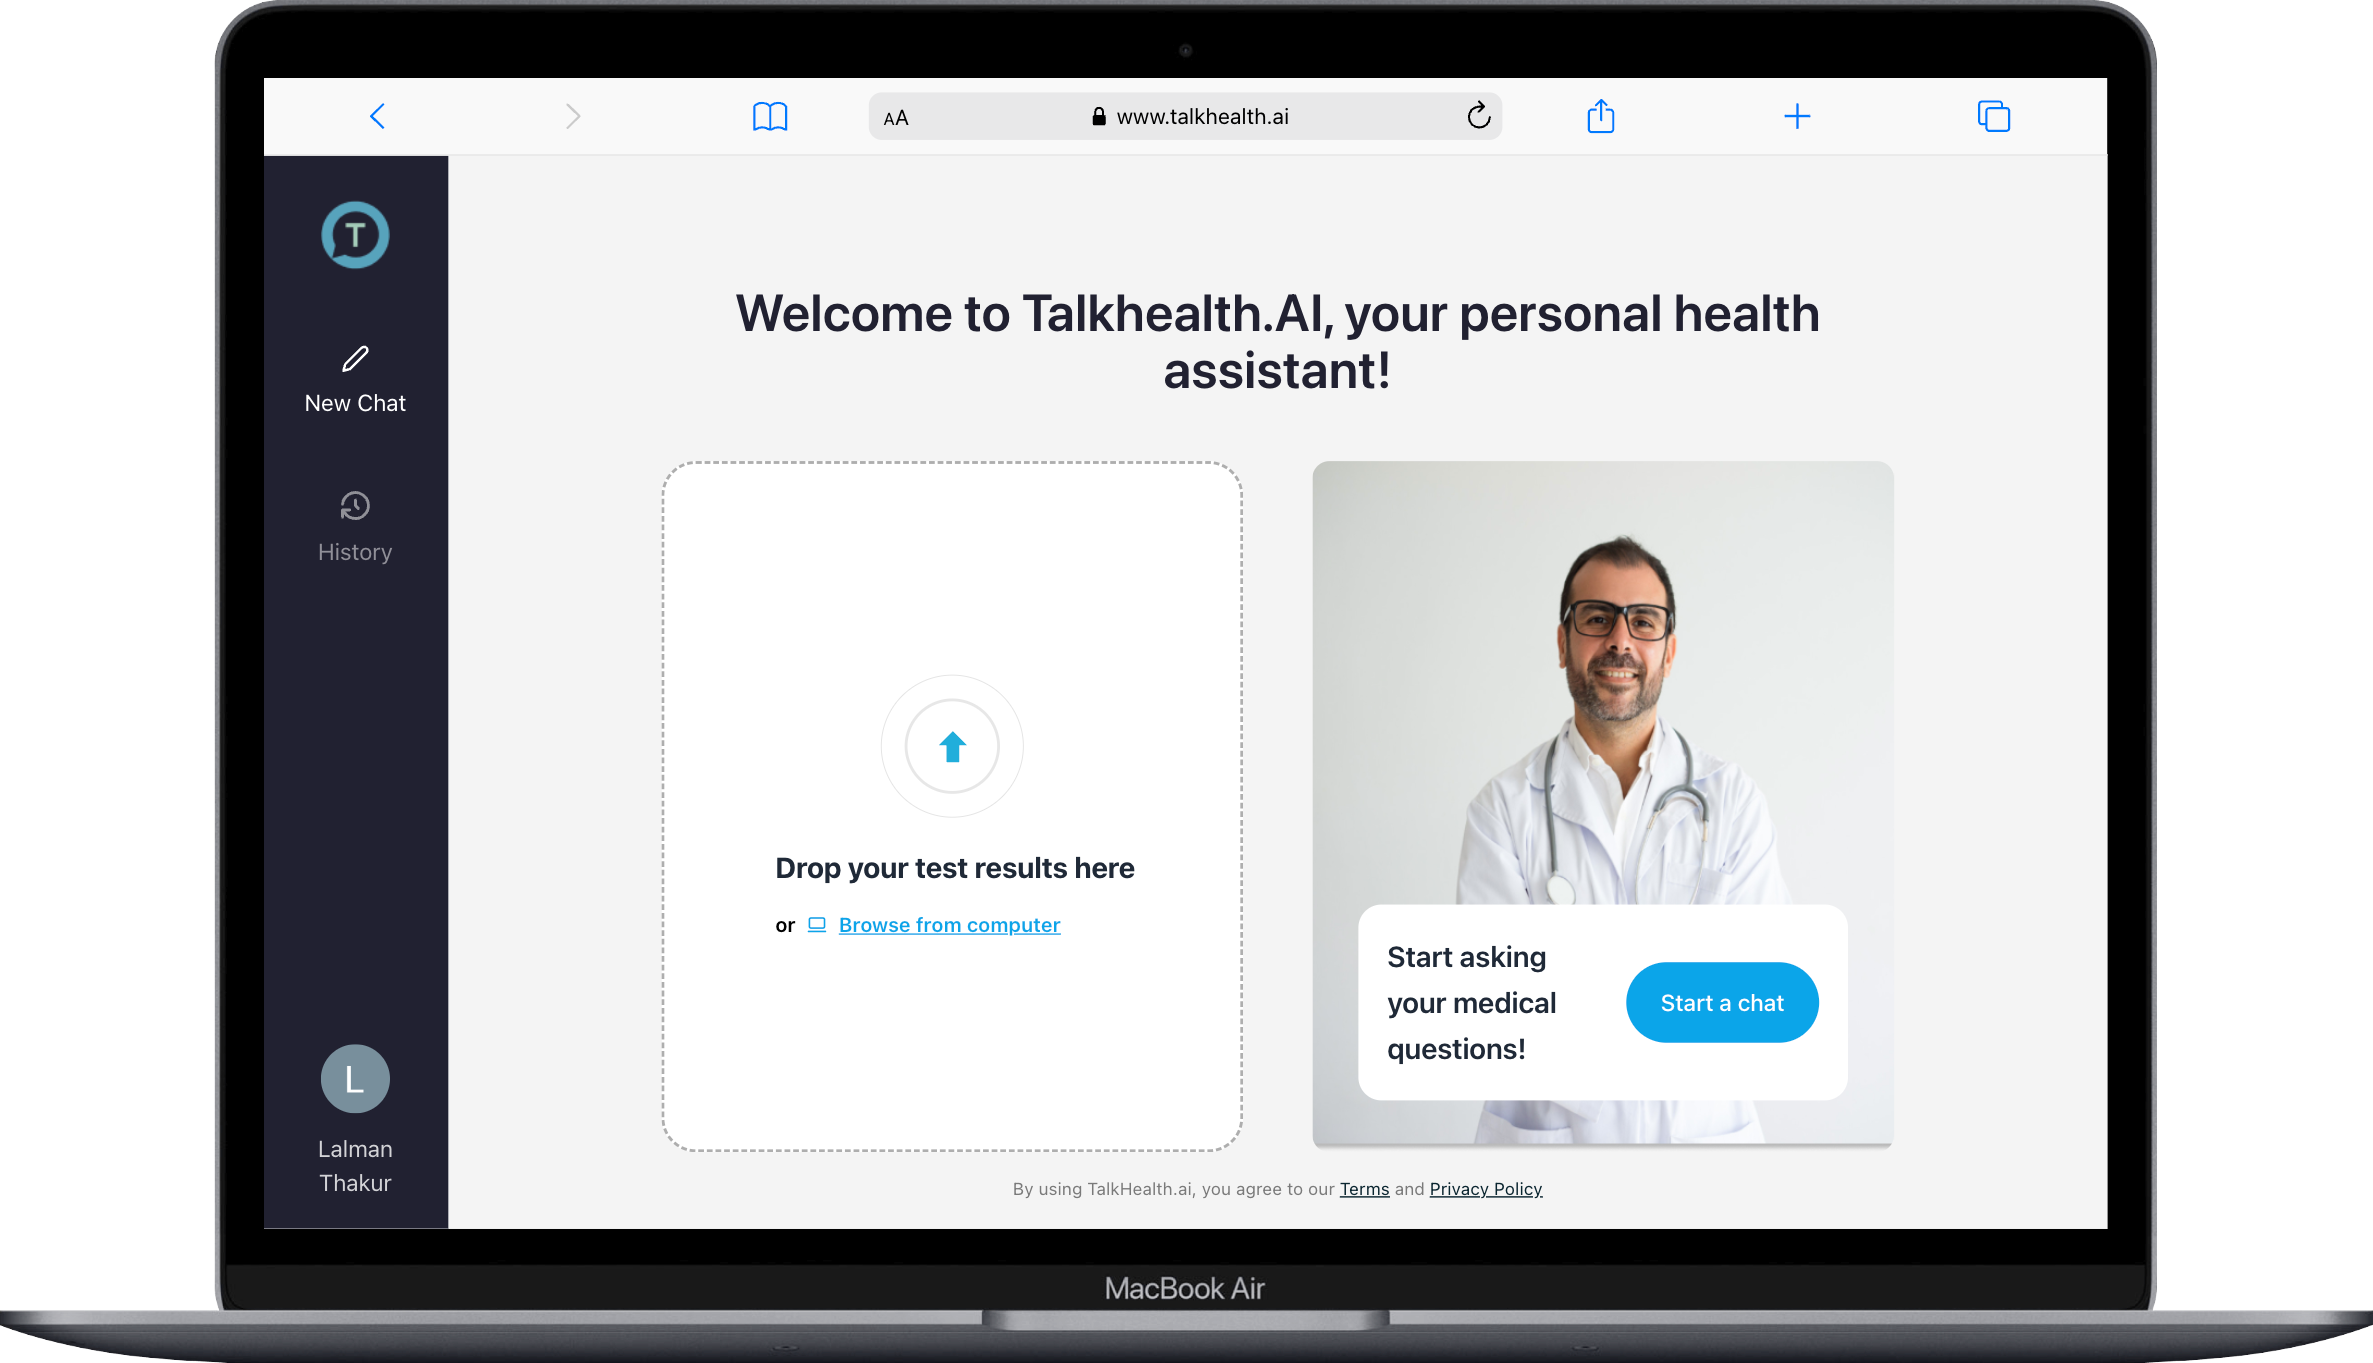 AA
www.talkhealth.ai
T
New Chat
History
L
Lalman
Thakur
Welcome to Talkhealth.AI, your personal health
assistant!
Drop your test results here
or Browse from computer
Start asking
your medical
questions!
Start a chat
By using TalkHealth.ai, you agree to our Terms and Privacy Policy
MacBook Air